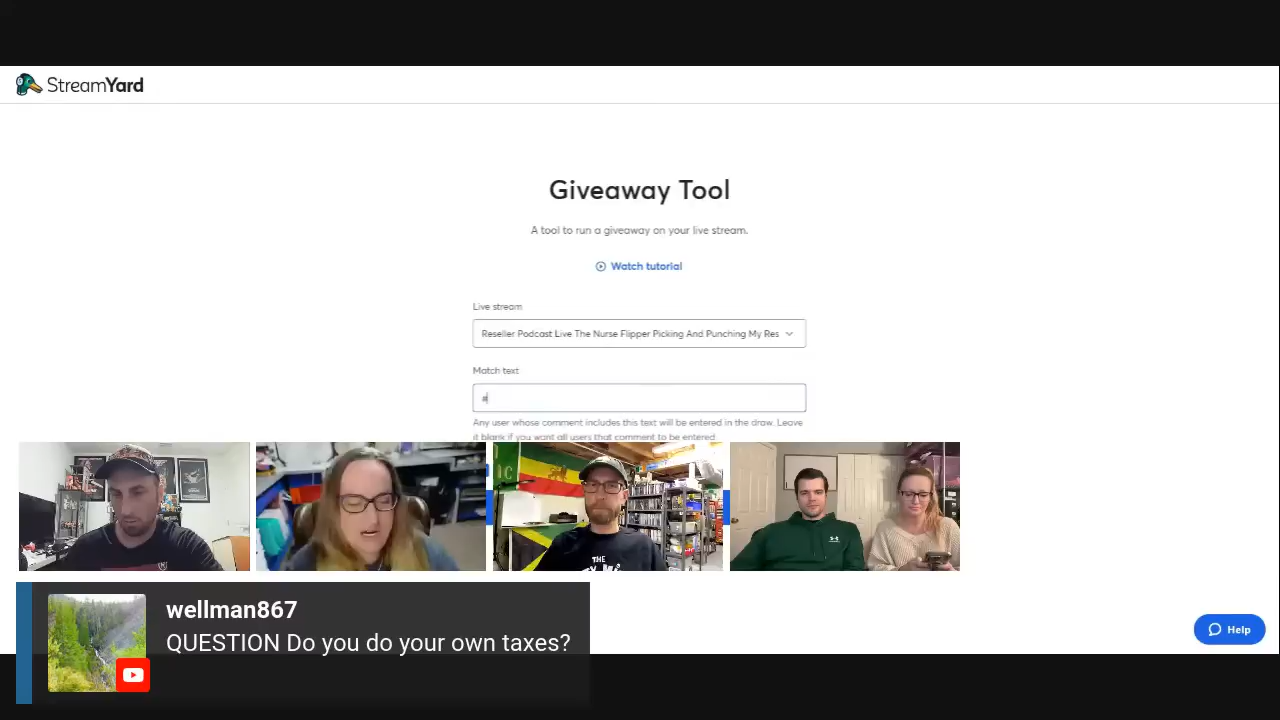 StreamYard
Giveaway Tool
A tool to run a giveaway on your live stream.
Watch tutorial
Live stream
Reseller Podcast Live The Nurse Flipper Picking And Punching My Res
Match text
Any user whose comment includes this text will be entered in the draw. Leave
it blank if you want all users that comment to be entered
THE
Help
wellman867
QUESTION Do you do your own taxes?